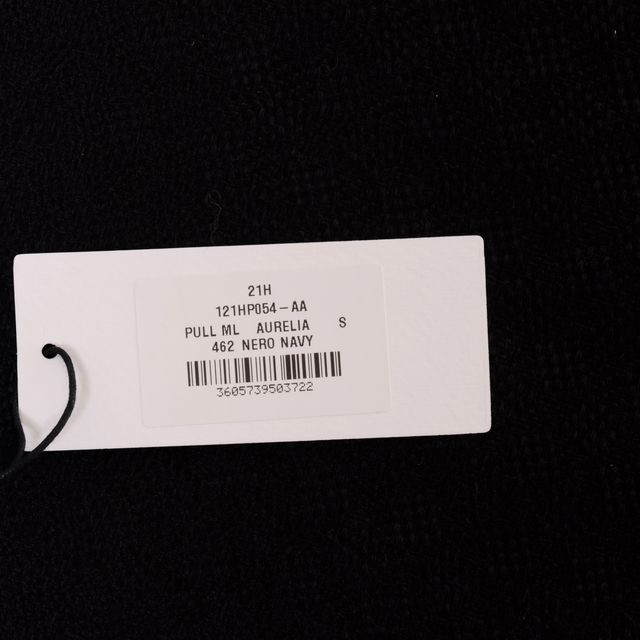 21H
121HP054-AA
PULL ML AURELIA S
462 NERO NAVY
3605739503722